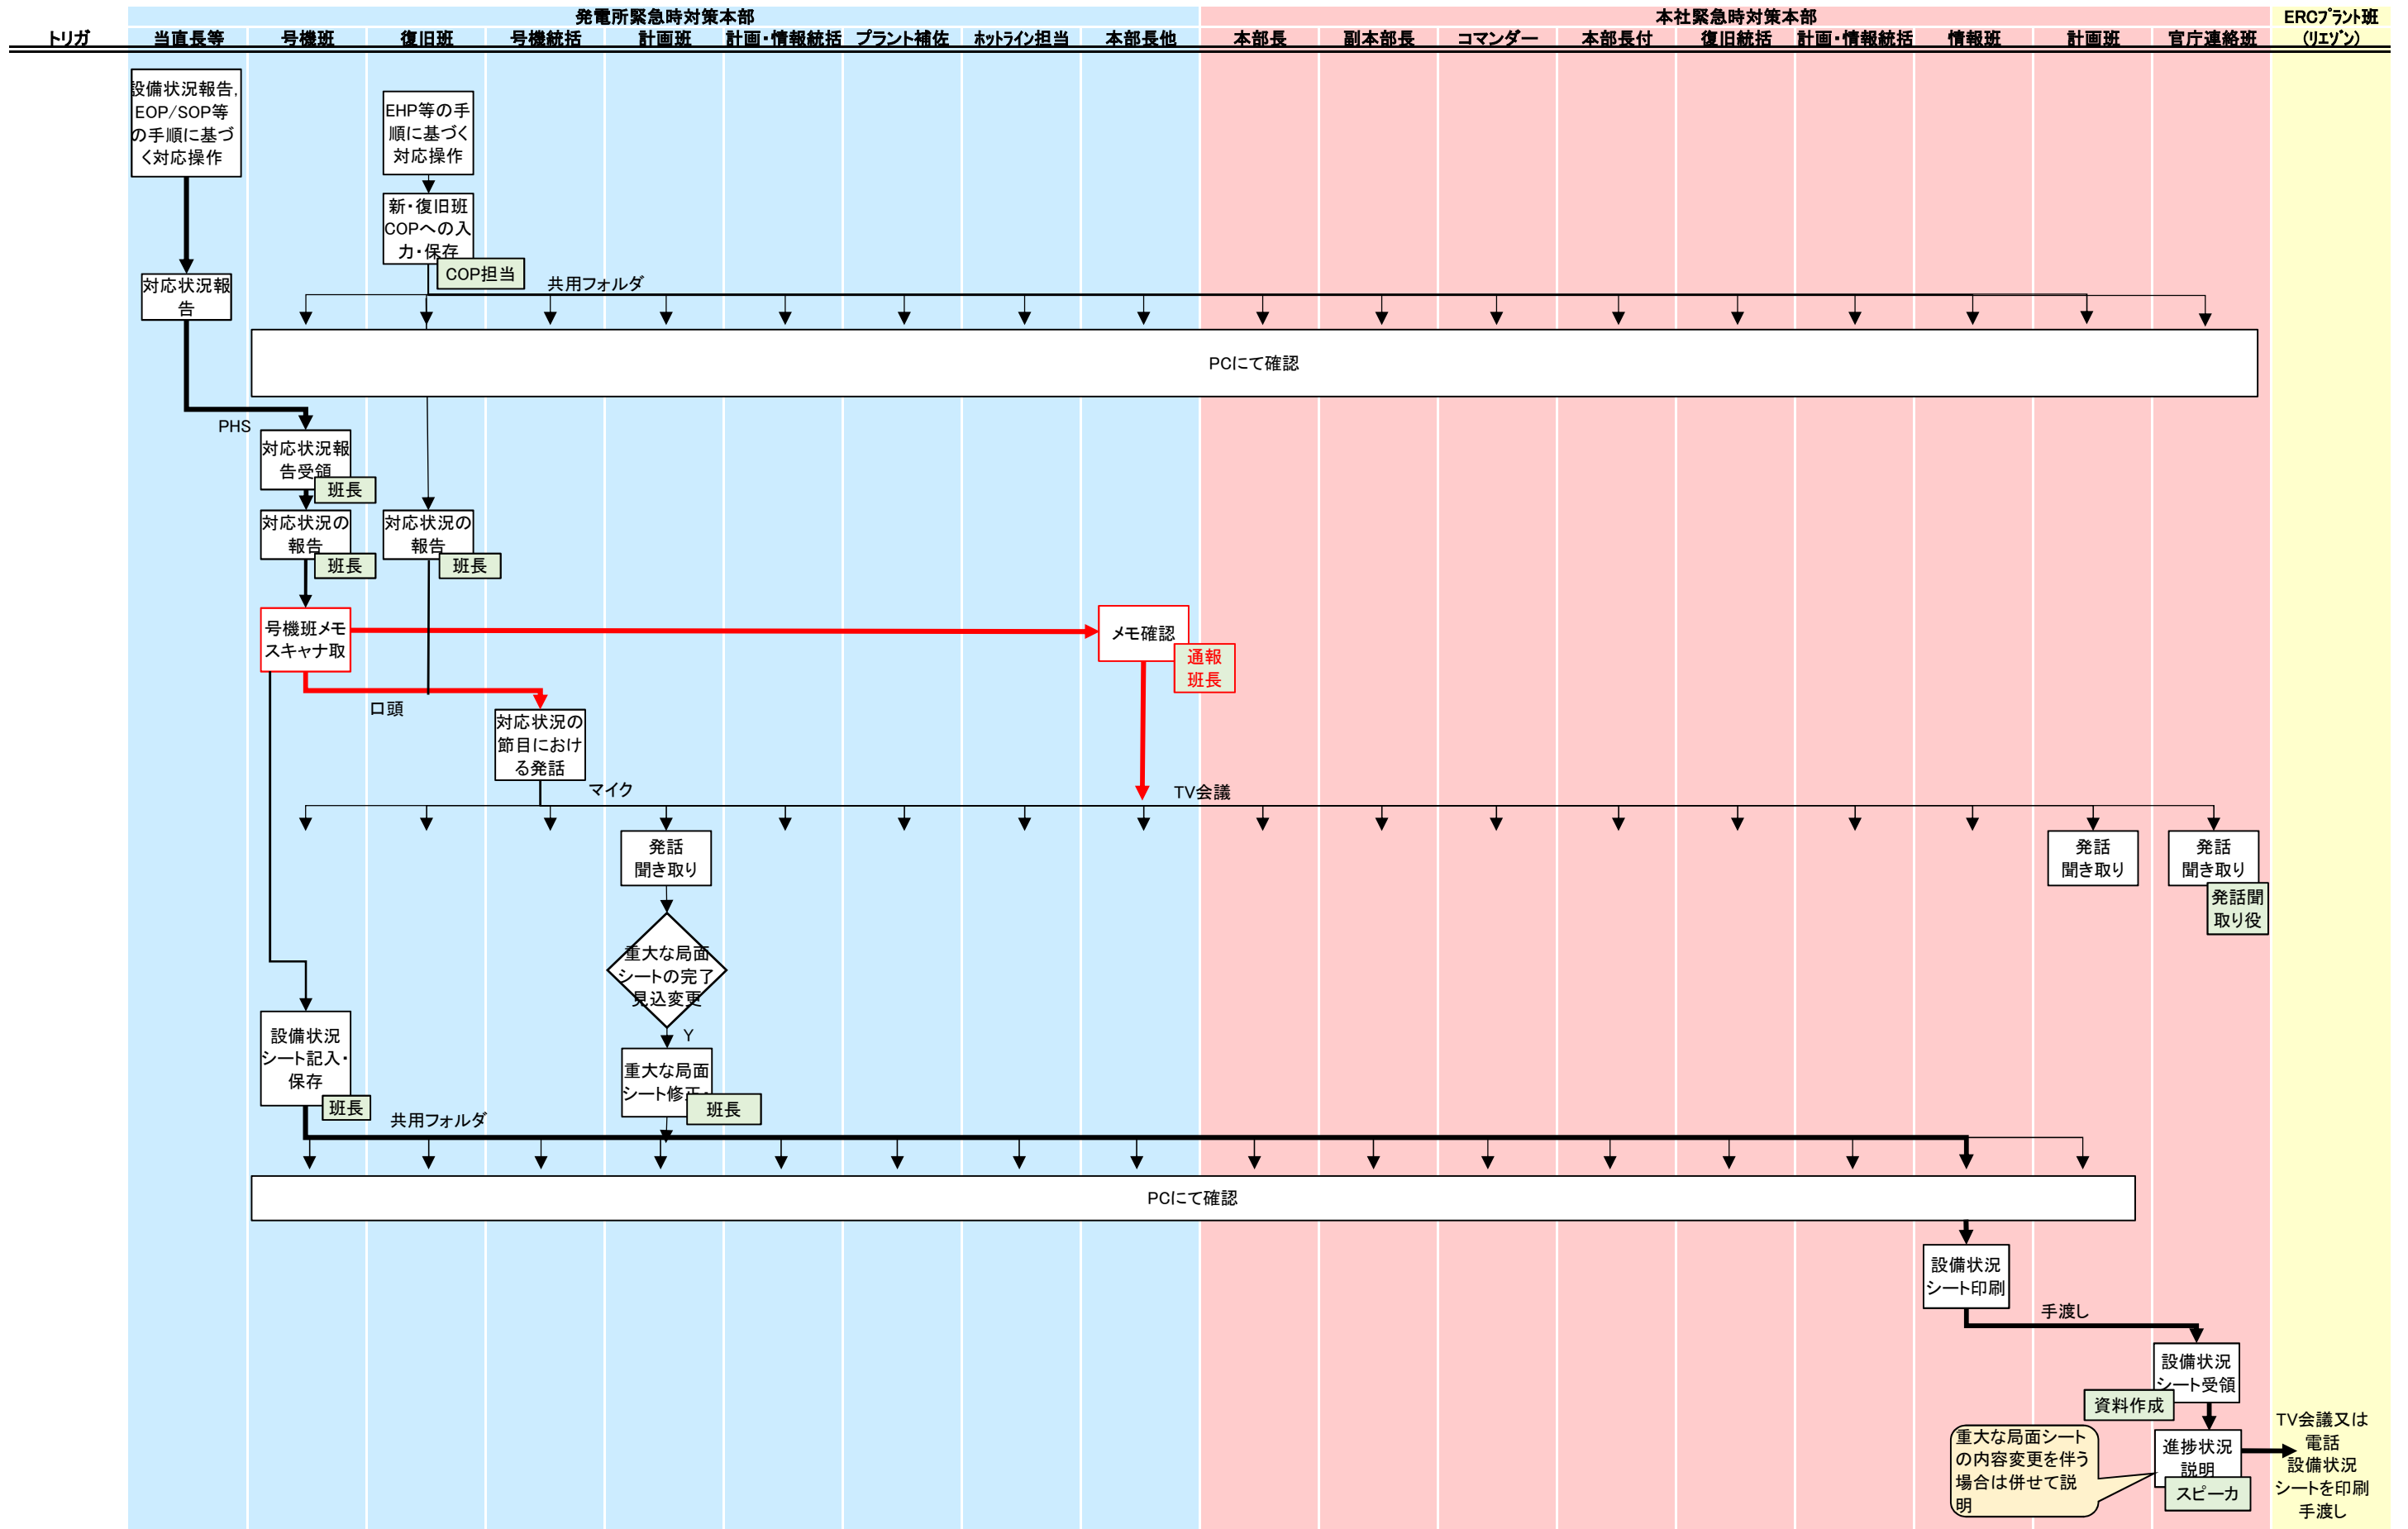 発電所緊急時対策本部
本社緊急時対策本部
ERCプラント班
(リエゾン)
トリガ
当直長等
号機班
復旧班
号機統括
計画班
計画・情報統括
プラント補佐
ホットライン担当
本部長他
本部長
副本部長
コマンダー
本部長付
復旧統括
計画・情報統括
情報班
計画班
官庁連絡班
設備状況報告,
EOP/SOP等
の手順に基づ
く対応操作
EHP等の手
順に基づく
対応操作
新・復旧班
COPへの入
力・保存
COP担当
共用フォルダ
対応状況報
告
PCにて確認
PHS
対応状況報
告受領
班長
対応状況の
報告
班長
対応状況の
報告
班長
号機班メモ
スキャナ取
メモ確認
通報
班長
口頭
対応状況の
節目におけ
る発話
マイク
TV会議
発話
聞き取り
発話
聞き取り
発話
聞き取り
発話聞
取り役
重大な局面
シートの完了
見込変更
Y
設備状況
シート記入・
保存
班長
重大な局面
シート修正・
班長
共用フォルダ
PCにて確認
設備状況
シート印刷
手渡し
設備状況
シート受領
資料作成
重大な局面シート
の内容変更を伴う
場合は併せて説
明
進捗状況
説明
スピーカ
TV会議又は
電話
設備状況
シートを印刷
手渡し